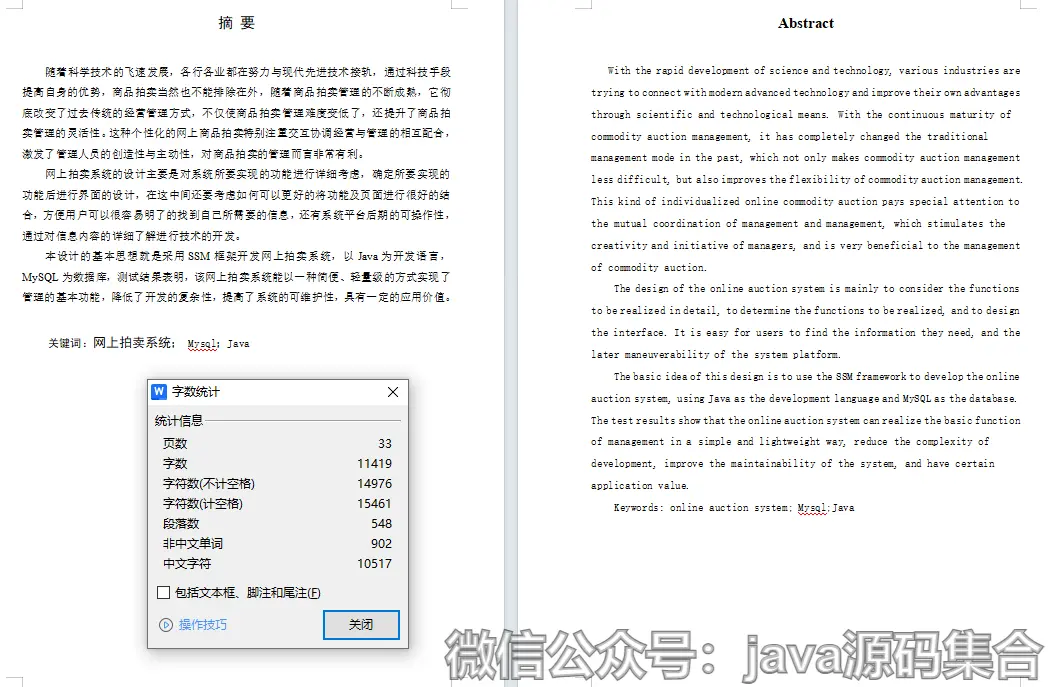 摘 要
随着科学技术的飞速发展，各行各业都在努力与现代先进技术接轨，通过科技手段
提高自身的优势，商品拍卖当然也不能排除在外，随着商品拍卖管理的不断成熟，它彻
底改变了过去传统的经营管理方式，不仅使商品拍卖管理难度变低了，还提升了商品拍
卖管理的灵活性。这种个性化的网上商品拍卖特别注重交互协调经营与管理的相互配合，
激发了管理人员的创造性与主动性，对商品拍卖的管理而言非常有利。
网上拍卖系统的设计主要是对系统所要实现的功能进行详细考虑，确定所要实现的
功能后进行界面的设计，在这中间还要考虑如何可以更好的将功能及页面进行很好的结
合，方便用户可以很容易明了的找到自己所需要的信息，还有系统平台后期的可操作性，
通过对信息内容的详细了解进行技术的开发。
本设计的基本思想就是采用 SSM 框架开发网上拍卖系统，以 Java 为开发语言，
MySQL 为数据库，测试结果表明，该网上拍卖系统能以一种简便、轻量级的方式实现了
管理的基本功能，降低了开发的复杂性，提高了系统的可维护性，具有一定的应用价值。
关键词：网上拍卖系统； Mysql；Java
字数统计
统计信息
页数 33
字数 11419
字符数(不计空格) 14976
字符数(计空格) 15461
段落数 548
非中文单词 902
中文字符 10517
包括文本框、脚注和尾注(F)
操作技巧
关闭
Abstract
With the rapid development of science and technology, various industries are
trying to connect with modern advanced technology and improve their own advantages
through scientific and technological means. With the continuous maturity of
commodity auction management, it has completely changed the traditional
management mode in the past, which not only makes commodity auction management
less difficult, but also improves the flexibility of commodity auction management.
This kind of individualized online commodity auction pays special attention to
the mutual coordination of management and management, which stimulates the
creativity and initiative of managers, and is very beneficial to the management
of commodity auction.
The design of the online auction system is mainly to consider the functions
to be realized in detail, to determine the functions to be realized, and to design
the interface. It is easy for users to find the information they need, and the
later maneuverability of the system platform.
The basic idea of this design is to use the SSM framework to develop the online
auction system, using Java as the development language and MySQL as the database.
The test results show that the online auction system can realize the basic function
of management in a simple and lightweight way, reduce the complexity of
development, improve the maintainability of the system, and have certain
application value.
Keywords: online auction system; Mysql;Java
微信公众号：java源码集合